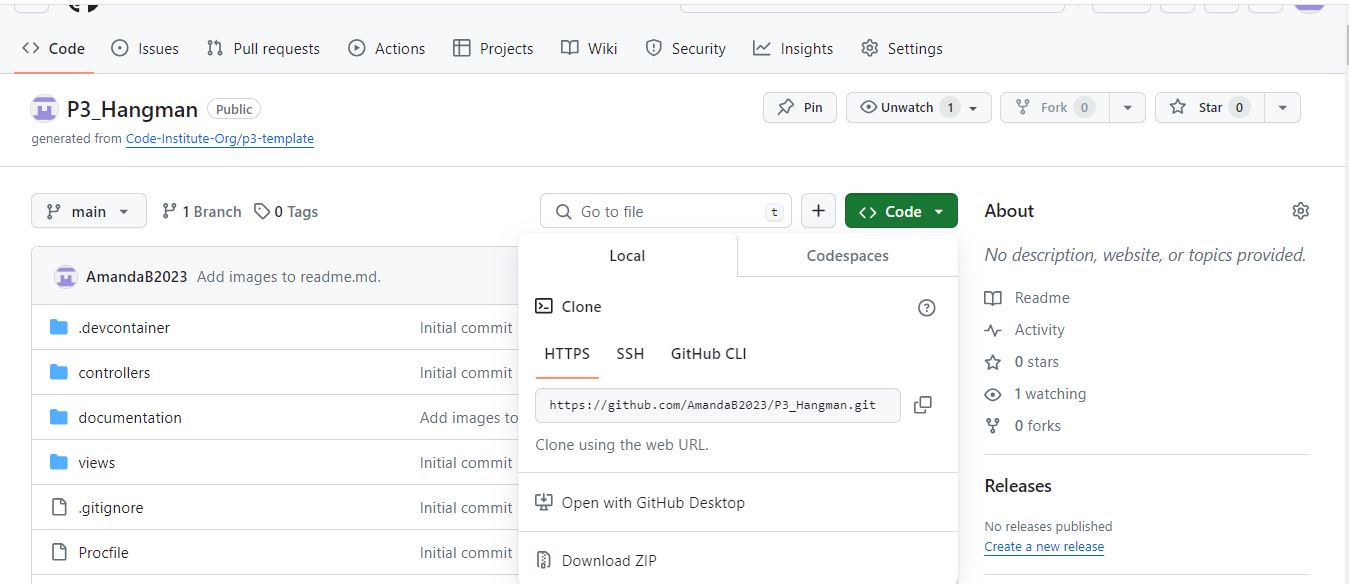 Code Issues Pull requests Actions Projects Wiki Security Insights Settings
P3_Hangman Public
Pin Unwatch 1 Fork 0 Star 0
generated from Code-Institute-Org/p3-template
main 1 Branch 0 Tags
Go to file t + Code
AmandaB2023 Add images to readme.md.
.devcontainer Initial commit
controllers Initial commit
documentation Add images to
views Initial commit
.gitignore Initial commit
Procfile Initial commit
Local Codespaces
Clone
HTTPS SSH GitHub CLI
https://github.com/AmandaB2023/P3_Hangman.git
Clone using the web URL.
Open with GitHub Desktop
Download ZIP
About
No description, website, or topics provided.
Readme
Activity
0 stars
1 watching
0 forks
Releases
No releases published
Create a new release